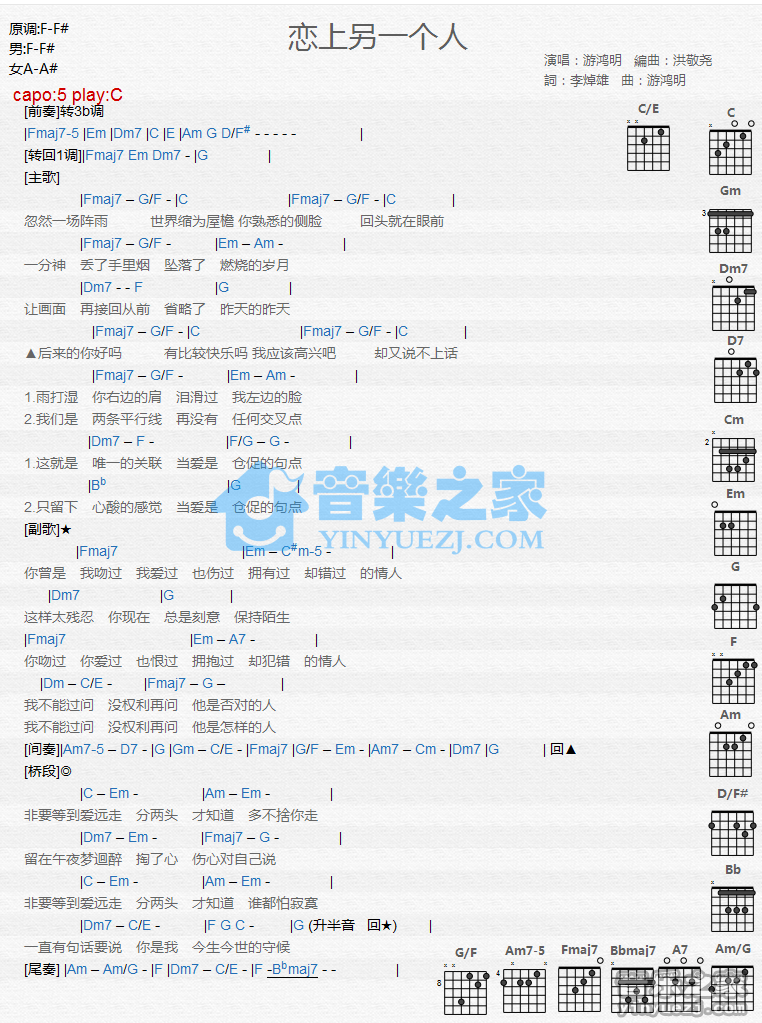 恋上另一个人
原调:F-F#
男:F-F#
女A-A#
演唱：游鸿明 編曲：洪敬尧
詞：李焯雄 曲：游鸿明
capo:5 play:C
[前奏]转3b调
|Fmaj7-5 |Em |Dm7 |C |E |Am G D/F# - - - - - |
[转回1调]|Fmaj7 Em Dm7 - |G |
[主歌]
|Fmaj7 – G/F - |C |Fmaj7 – G/F - |C |
忽然一场阵雨 世界缩为屋檐 你熟悉的侧脸 回头就在眼前
|Fmaj7 – G/F - |Em – Am - |
一分神 丢了手里烟 坠落了 燃烧的岁月
|Dm7 - - F |G |
让画面 再接回从前 省略了 昨天的昨天
|Fmaj7 – G/F - |C |Fmaj7 – G/F - |C |
▲后来的你好吗 有比较快乐吗 我应该高兴吧 却又说不上话
|Fmaj7 – G/F - |Em – Am - |
1.雨打湿 你右边的肩 泪滑过 我左边的脸
2.我们是 两条平行线 再没有 任何交叉点
|Dm7 – F - |F/G – G - |
1.这就是 唯一的关联 当爱是 仓促的句点
|Bb |G |
2.只留下 心酸的感觉 当爱是 仓促的句点
[副歌]★
|Fmaj7 |Em – C#m-5 - |
你曾是 我吻过 我爱过 也伤过 拥有过 却错过 的情人
|Dm7 |G |
这样太残忍 你现在 总是刻意 保持陌生
|Fmaj7 |Em – A7 - |
你吻过 你爱过 也恨过 拥抱过 却犯错 的情人
|Dm – C/E - |Fmaj7 – G – |
我不能过问 没权利再问 他是否对的人
我不能过问 没权利再问 他是怎样的人
[间奏]|Am7-5 – D7 - |G |Gm – C/E - |Fmaj7 |G/F – Em - |Am7 – Cm - |Dm7 |G | 回▲
[桥段]◎
|C – Em - |Am – Em - |
非要等到爱远走 分两头 才知道 多不捨你走
|Dm7 – Em - |Fmaj7 – G - |
留在午夜梦迴醉 掏了心 伤心对自己说
|C – Em - |Am – Em - |
非要等到爱远走 分两头 才知道 谁都怕寂寞
|Dm7 – C/E - |F G C - |G (升半音 回★) |
一直有句话要说 你是我 今生今世的守候
[尾奏] |Am – Am/G - |F |Dm7 – C/E - |F -Bbmaj7 - - |
C/E
C
Gm
3
Dm7
D7
Cm
2
Em
G
F
Am
D/F#
Bb
G/F
8
Am7-5
4
Fmaj7
Bbmaj7
A7
Am/G
音樂之家
YINYUEZJ.COM
音樂之家
yinyuezj.com